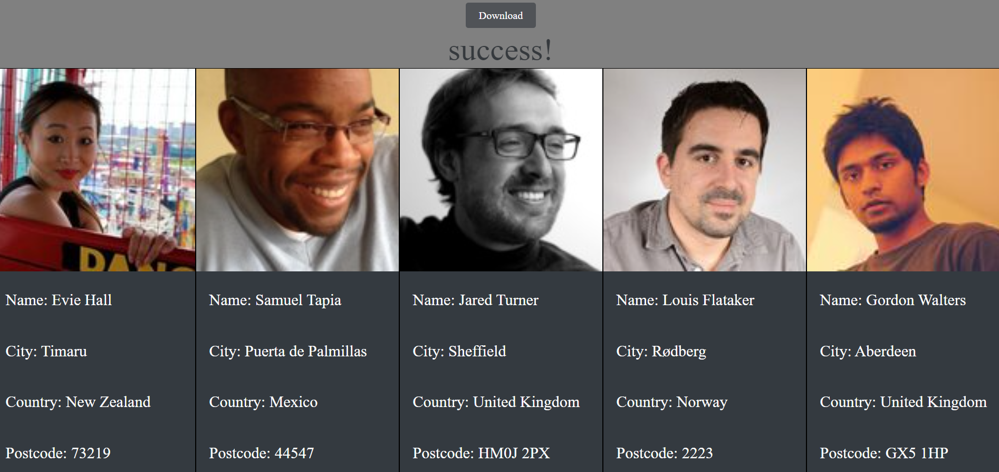 Download
success!
DANG
Name: Evie Hall
City: Timaru
Country: New Zealand
Postcode: 73219
Name: Samuel Tapia
City: Puerta de Palmillas
Country: Mexico
Postcode: 44547
Name: Jared Turner
City: Sheffield
Country: United Kingdom
Postcode: HM0J 2PX
Name: Louis Flataker
City: Rødberg
Country: Norway
Postcode: 2223
Name: Gordon Walters
City: Aberdeen
Country: United Kingdom
Postcode: GX5 1HP